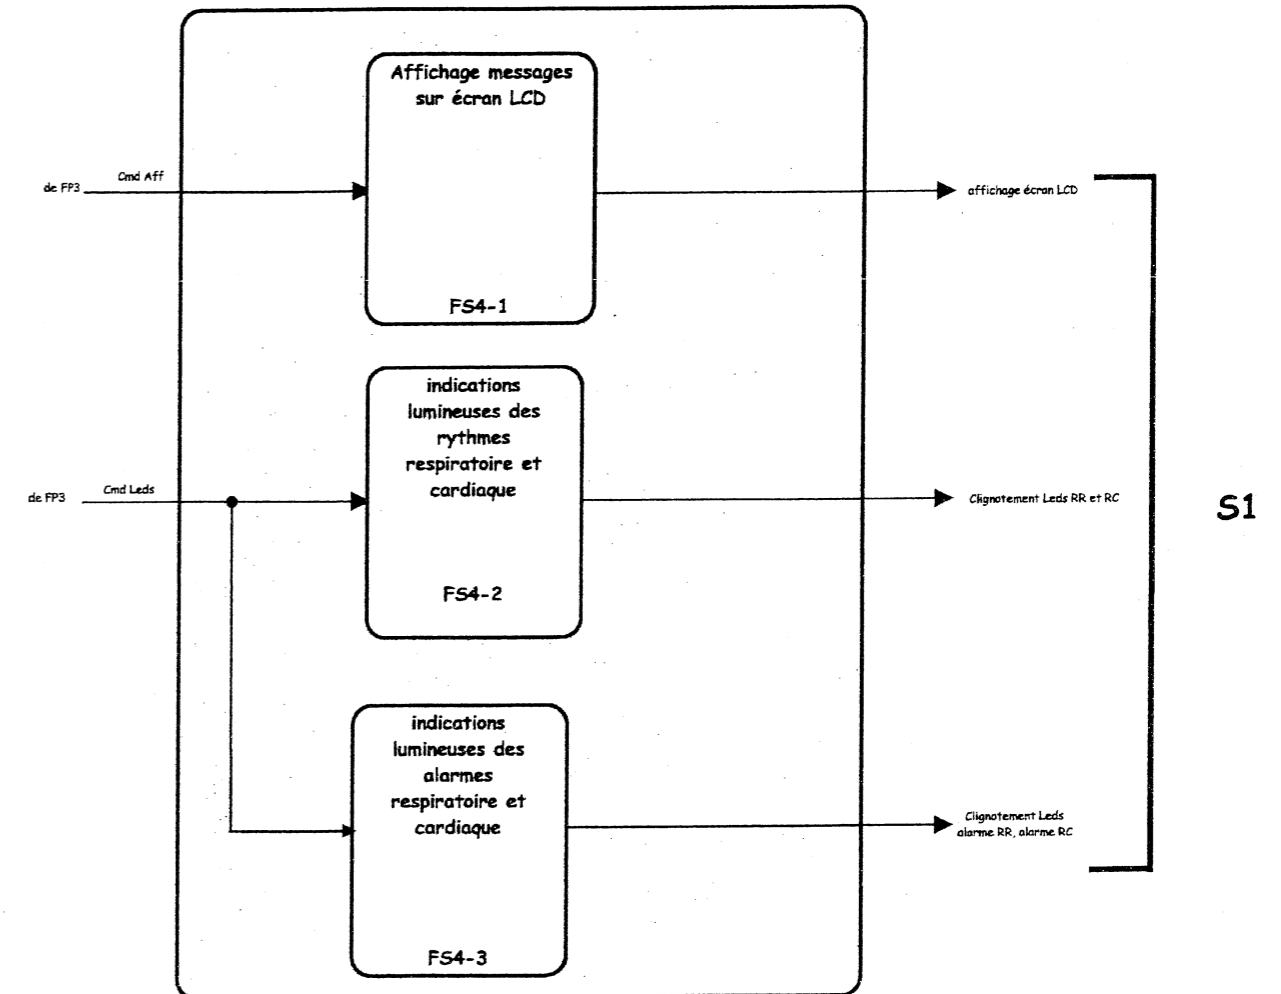 Affichage messages
sur écran LCD
Cmd Aff
de FP3
affichage écran LCD
FS4-1
indications
lumineuses des
rythmes
respiratoire et
cardiaque
Cmd Leds
de FP3
Clignotement Leds RR et RC
S1
FS4-2
indications
lumineuses des
alarmes
respiratoire et
cardiaque
Clignotement Leds
alarme RR, alarme RC
FS4-3